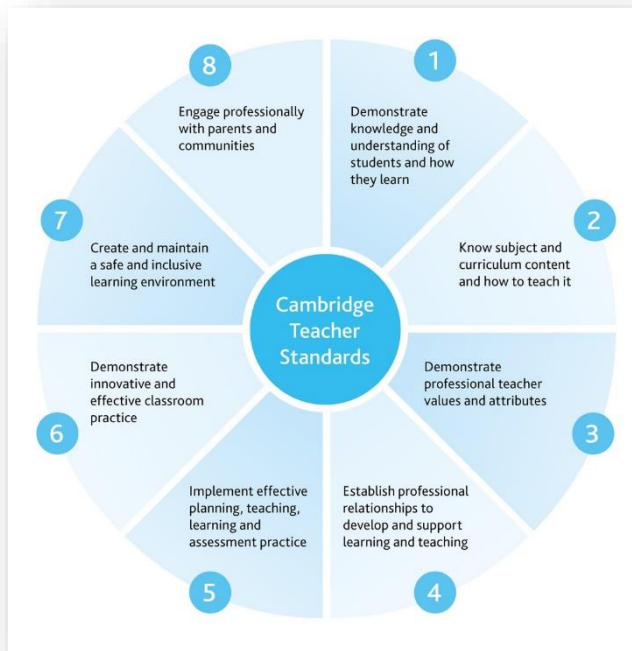 Cambridge
Teacher
Standards
1
Demonstrate
knowledge and
understanding of
students and how
they learn
2
Know subject and
curriculum content
and how to teach it
3
Demonstrate
professional teacher
values and attributes
4
Establish professional
relationships to
develop and support
learning and teaching
5
Implement effective
planning, teaching,
learning and
assessment practice
6
Demonstrate
innovative and
effective classroom
practice
7
Create and maintain
a safe and inclusive
learning environment
8
Engage professionally
with parents and
communities